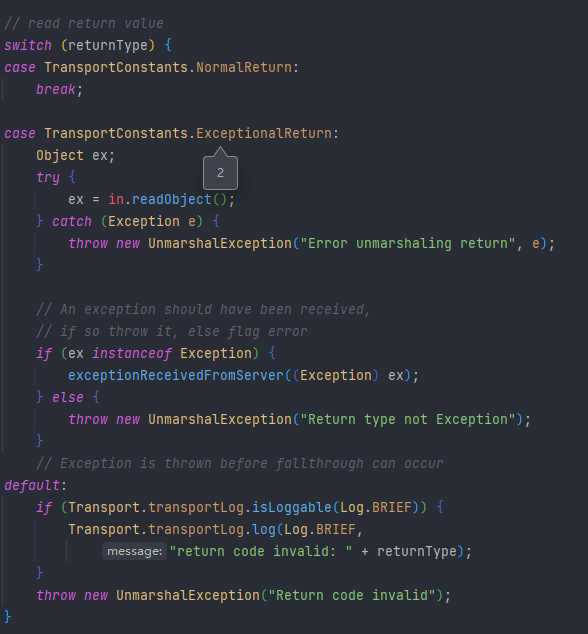 // read return value
switch (returnType) {
case TransportConstants.NormalReturn:
    break;

case TransportConstants.ExceptionalReturn:
    Object ex;
    try {
2
        ex = in.readObject();
    } catch (Exception e) {
        throw new UnmarshalException("Error unmarshaling return", e);
    }

    // An exception should have been received,
    // if so throw it, else flag error
    if (ex instanceof Exception) {
        exceptionReceivedFromServer((Exception) ex);
    } else {
        throw new UnmarshalException("Return type not Exception");
    }
    // Exception is thrown before fallthrough can occur
default:
    if (Transport.transportLog.isLoggable(Log.BRIEF)) {
        Transport.transportLog.log(Log.BRIEF,
            message: "return code invalid: " + returnType);
    }
    throw new UnmarshalException("Return code invalid");
}